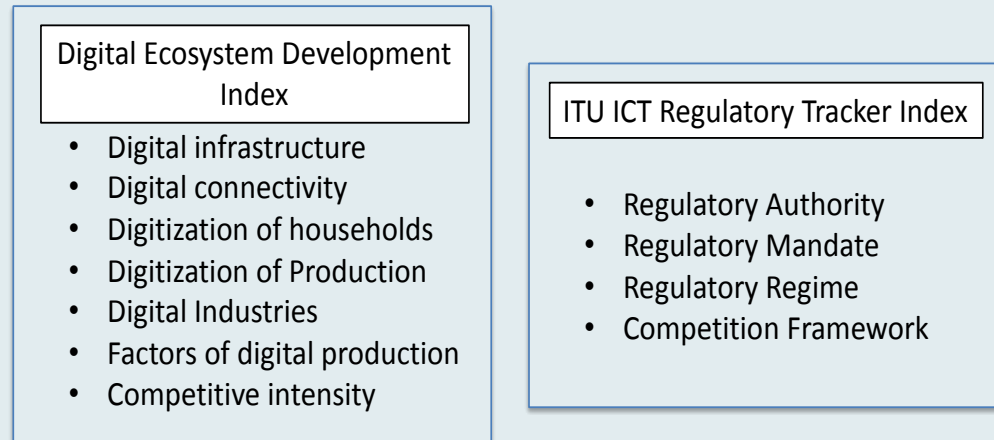 Digital Ecosystem Development
Index
• Digital infrastructure
• Digital connectivity
• Digitization of households
• Digitization of Production
• Digital Industries
• Factors of digital production
• Competitive intensity
ITU ICT Regulatory Tracker Index
• Regulatory Authority
• Regulatory Mandate
• Regulatory Regime
• Competition Framework